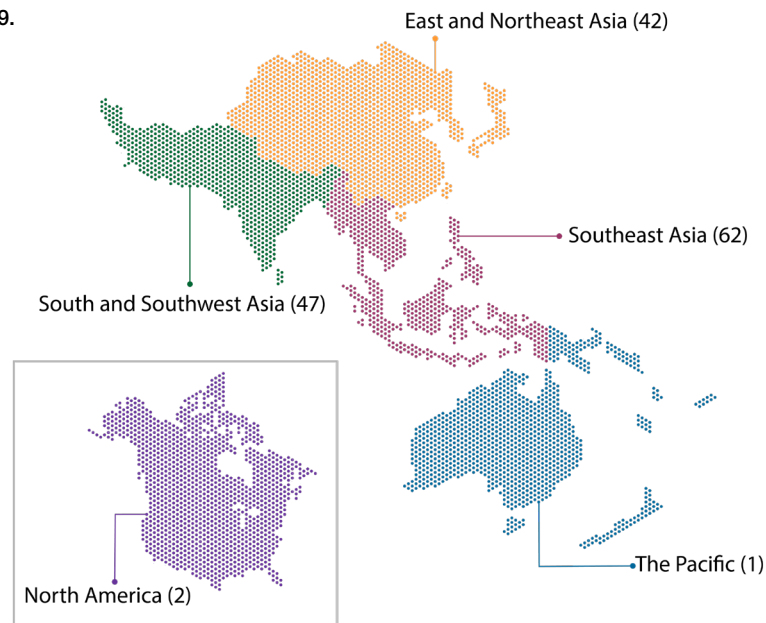 9.
East and Northeast Asia (42)
Southeast Asia (62)
South and Southwest Asia (47)
The Pacific (1)
North America (2)